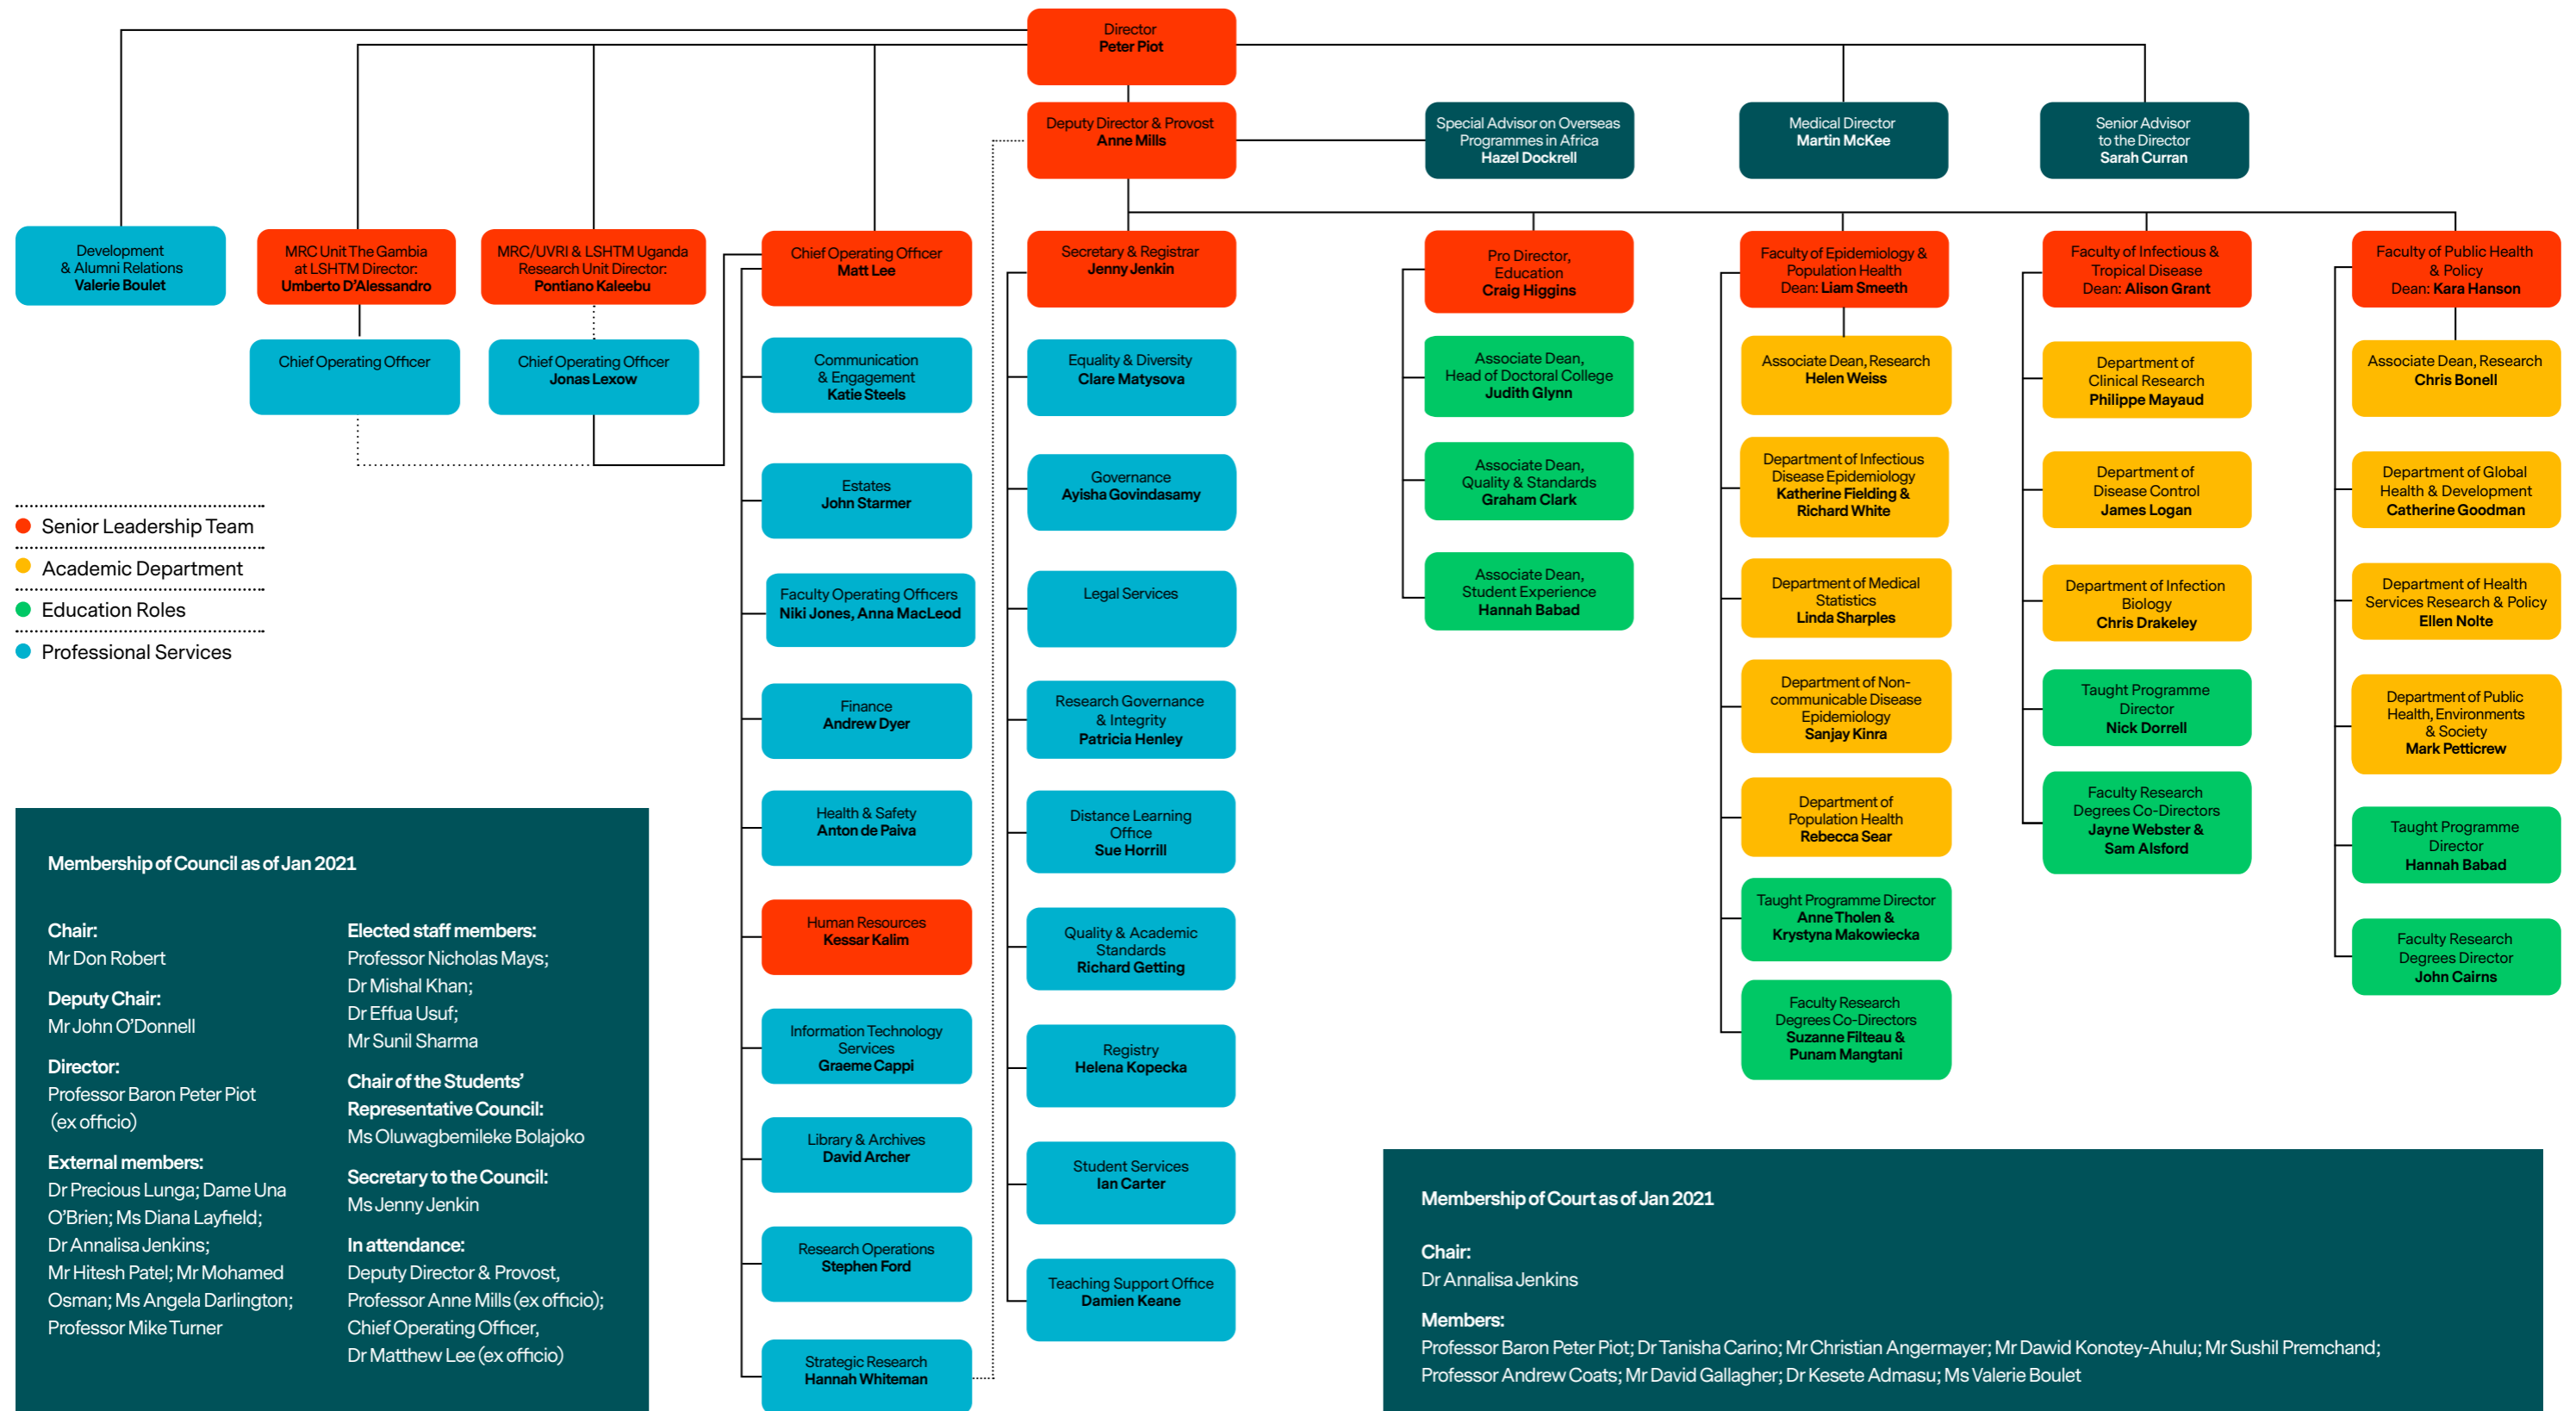 Director
Peter Piot
Deputy Director & Provost
Anne Mills
Special Advisor on Overseas
Programmes in Africa
Hazel Dockrell
Medical Director
Martin McKee
Senior Advisor
to the Director
Sarah Curran
Development
& Alumni Relations
Valerie Boulet
MRC Unit The Gambia
at LSHTM Director:
Umberto D'Alessandro
MRC/UVRI & LSHTM Uganda
Research Unit Director:
Pontiano Kaleebu
Chief Operating Officer
Matt Lee
Secretary & Registrar
Jenny Jenkin
Pro Director,
Education
Craig Higgins
Faculty of Epidemiology &
Population Health
Dean: Liam Smeeth
Faculty of Infectious &
Tropical Disease
Dean: Alison Grant
Faculty of Public Health
& Policy
Dean: Kara Hanson
Chief Operating Officer
Chief Operating Officer
Jonas Lexow
Communication
& Engagement
Katie Steels
Estates
John Starmer
Faculty Operating Officers
Niki Jones, Anna MacLeod
Finance
Andrew Dyer
Health & Safety
Anton de Paiva
Human Resources
Kessar Kalim
Information Technology
Services
Graeme Cappi
Library & Archives
David Archer
Research Operations
Stephen Ford
Strategic Research
Hannah Whiteman
Equality & Diversity
Clare Matysova
Governance
Ayisha Govindasamy
Legal Services
Research Governance
& Integrity
Patricia Henley
Distance Learning
Office
Sue Horrill
Quality & Academic
Standards
Richard Getting
Registry
Helena Kopecka
Student Services
Ian Carter
Teaching Support Office
Damien Keane
Associate Dean,
Head of Doctoral College
Judith Glynn
Associate Dean,
Quality & Standards
Graham Clark
Associate Dean,
Student Experience
Hannah Babad
Associate Dean, Research
Helen Weiss
Department of Infectious
Disease Epidemiology
Katherine Fielding &
Richard White
Department of Medical
Statistics
Linda Sharples
Department of Non-
communicable Disease
Epidemiology
Sanjay Kinra
Department of
Population Health
Rebecca Sear
Taught Programme Director
Anne Tholen &
Krystyna Makowiecka
Faculty Research
Degrees Co-Directors
Suzanne Filteau &
Punam Mangtani
Department of
Clinical Research
Philippe Mayaud
Department of
Disease Control
James Logan
Department of Infection
Biology
Chris Drakeley
Taught Programme
Director
Nick Dorrell
Faculty Research
Degrees Co-Directors
Jayne Webster &
Sam Alsford
Associate Dean, Research
Chris Bonell
Department of Global
Health & Development
Catherine Goodman
Department of Health
Services Research & Policy
Ellen Nolte
Department of Public
Health, Environments
& Society
Mark Petticrew
Taught Programme
Director
Hannah Babad
Faculty Research
Degrees Director
John Cairns
Senior Leadership Team
Academic Department
Education Roles
Professional Services
Membership of Council as of Jan 2021
Chair:
Mr Don Robert
Deputy Chair:
Mr John O'Donnell
Director:
Professor Baron Peter Piot
(ex officio)
External members:
Dr Precious Lunga; Dame Una
O'Brien; Ms Diana Layfield;
Dr Annalisa Jenkins;
Mr Hitesh Patel; Mr Mohamed
Osman; Ms Angela Darlington;
Professor Mike Turner
Elected staff members:
Professor Nicholas Mays;
Dr Mishal Khan;
Dr Effua Usuf;
Mr Sunil Sharma
Chair of the Students'
Representative Council:
Ms Oluwagbemileke Bolajoko
Secretary to the Council:
Ms Jenny Jenkin
In attendance:
Deputy Director & Provost,
Professor Anne Mills (ex officio);
Chief Operating Officer,
Dr Matthew Lee (ex officio)
Membership of Court as of Jan 2021
Chair:
Dr Annalisa Jenkins
Members:
Professor Baron Peter Piot; Dr Tanisha Carino; Mr Christian Angermayer; Mr Dawid Konotey-Ahulu; Mr Sushil Premchand;
Professor Andrew Coats; Mr David Gallagher; Dr Kesete Admasu; Ms Valerie Boulet